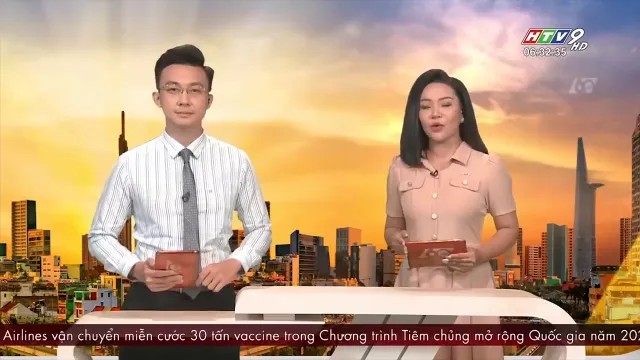 HTV9 HD
06:32:35
Airlines vận chuyển miễn cước 30 tấn vaccine trong Chương trình Tiêm chủng mở rộng Quốc gia năm 202